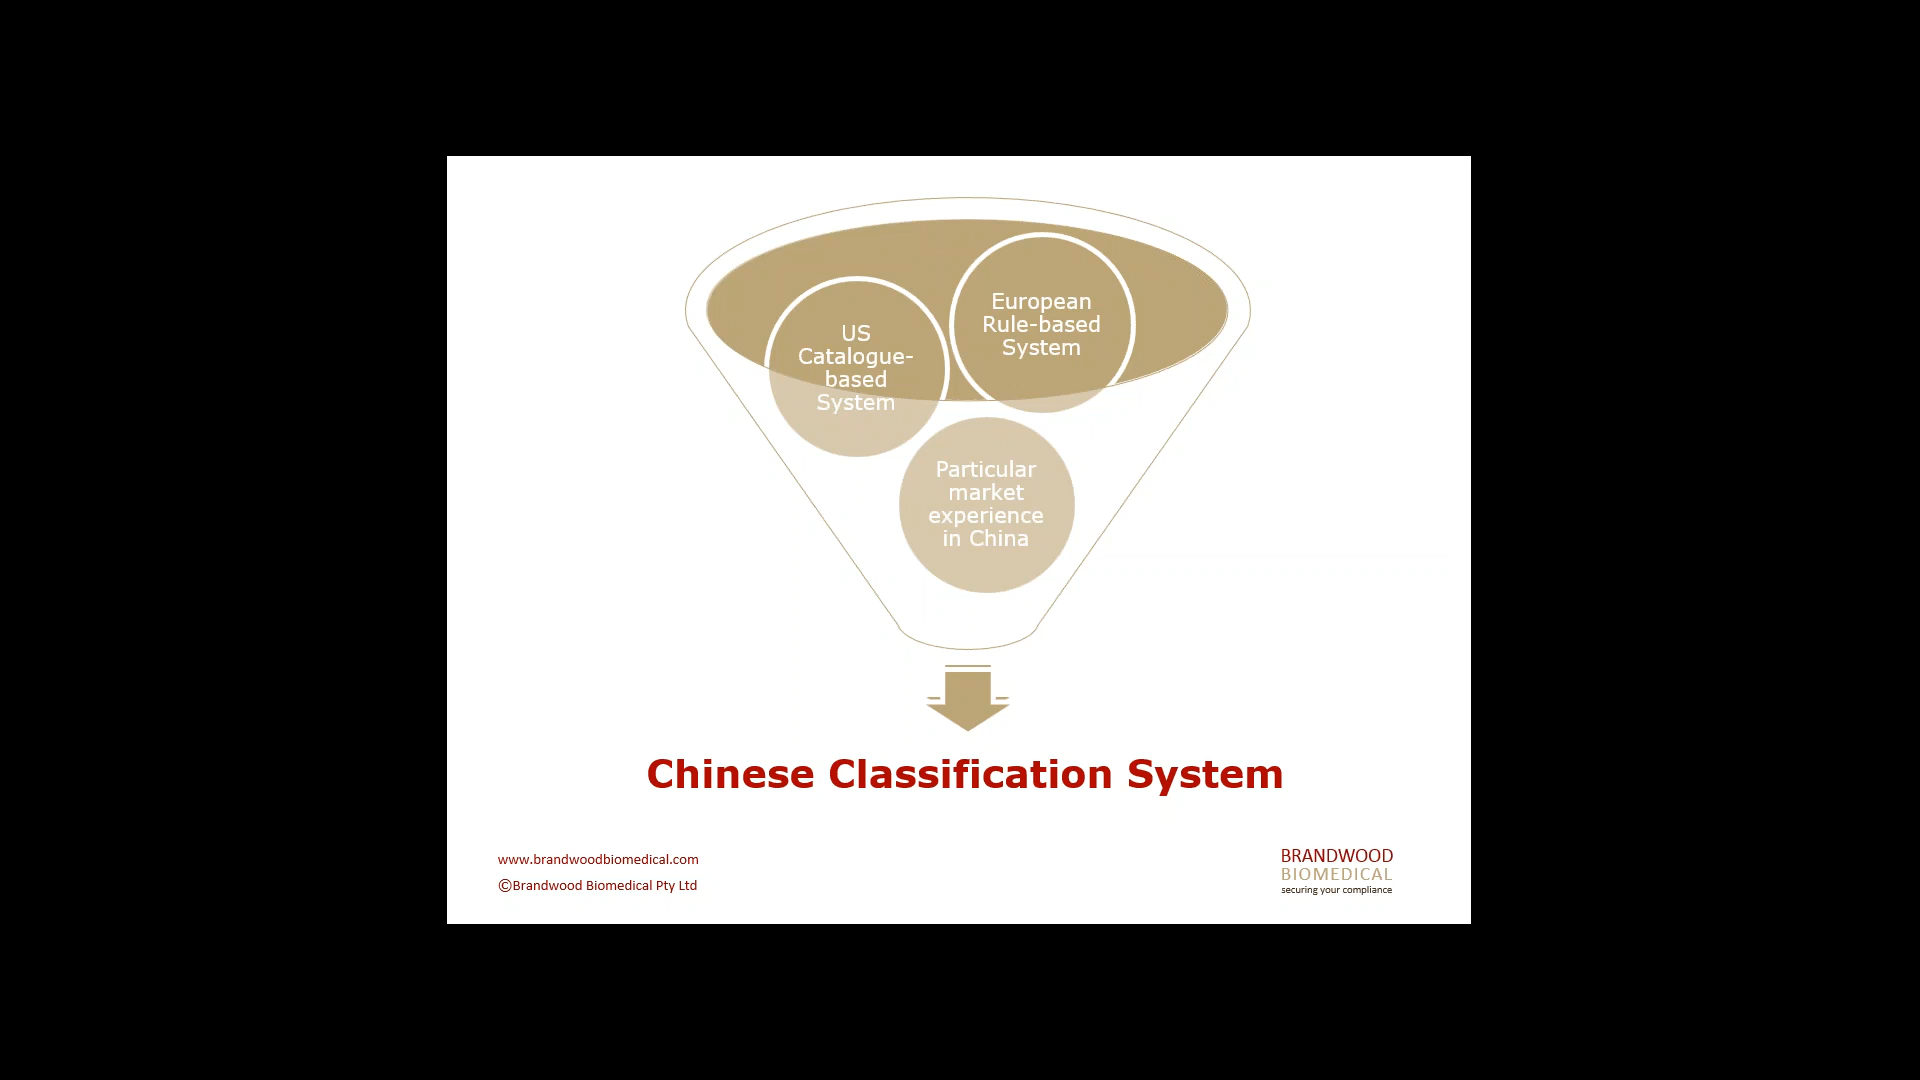 European
Rule-based
System
US
Catalogue-
based
System
Particular
market
experience
in China
Chinese Classification System
www.brandwoodbiomedical.com
©Brandwood Biomedical Pty Ltd
BRANDWOOD
BIOMEDICAL
securing your compliance